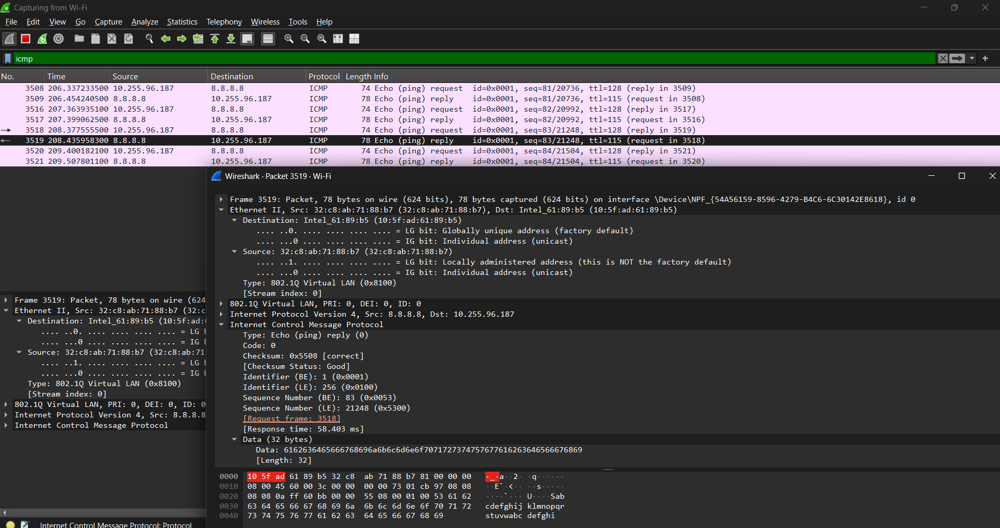 Capturing from Wi-Fi
File Edit View Go Capture Analyze Statistics Telephony Wireless Tools Help
icmp
No. Time Source Destination Protocol Length Info
3508 206.337233500 10.255.96.187 8.8.8.8 ICMP 74 Echo (ping) request id=0x0001, seq=81/20736, ttl=128 (reply in 3509)
3509 206.454240500 8.8.8.8 10.255.96.187 ICMP 78 Echo (ping) reply id=0x0001, seq=81/20736, ttl=115 (request in 3508)
3516 207.363935100 10.255.96.187 8.8.8.8 ICMP 74 Echo (ping) request id=0x0001, seq=82/20992, ttl=128 (reply in 3517)
3517 207.399062500 8.8.8.8 10.255.96.187 ICMP 78 Echo (ping) reply id=0x0001, seq=82/20992, ttl=115 (request in 3516)
3518 208.377555500 10.255.96.187 8.8.8.8 ICMP 74 Echo (ping) request id=0x0001, seq=83/21248, ttl=128 (reply in 3519)
3519 208.435958300 8.8.8.8 10.255.96.187 ICMP 78 Echo (ping) reply id=0x0001, seq=83/21248, ttl=115 (request in 3518)
3520 209.400182100 10.255.96.187 8.8.8.8 ICMP 74 Echo (ping) request id=0x0001, seq=84/21504, ttl=128 (reply in 3521)
3521 209.507801100 8.8.8.8 10.255.96.187 ICMP 78 Echo (ping) reply id=0x0001, seq=84/21504, ttl=115 (request in 3520)
Frame 3519: Packet, 78 bytes on wire (624
Ethernet II, Src: 32:c8:ab:71:88:b7 (32:c
Destination: Intel_61:89:b5 (10:5f:ad:
.... ..0. .... .... .... .... = LG
.... ...0 .... .... .... .... = IG
Source: 32:c8:ab:71:88:b7 (32:c8:ab:71
.... ..1. .... .... .... .... = LG
.... ...0 .... .... .... .... = IG
Type: 802.1Q Virtual LAN (0x8100)
[Stream index: 0]
802.1Q Virtual LAN, PRI: 0, DEI: 0, ID: 0
Internet Protocol Version 4, Src: 8.8.8.8
Internet Control Message Protocol
Internet Control Message Protocol: Protocol
Wireshark · Packet 3519 · Wi-Fi
Frame 3519: Packet, 78 bytes on wire (624 bits), 78 bytes captured (624 bits) on interface \Device\NPF_{54A56159-8596-4279-B4C6-6C30142E8618}, id 0
Ethernet II, Src: 32:c8:ab:71:88:b7 (32:c8:ab:71:88:b7), Dst: Intel_61:89:b5 (10:5f:ad:61:89:b5)
Destination: Intel_61:89:b5 (10:5f:ad:61:89:b5)
.... ..0. .... .... .... .... = LG bit: Globally unique address (factory default)
.... ...0 .... .... .... .... = IG bit: Individual address (unicast)
Source: 32:c8:ab:71:88:b7 (32:c8:ab:71:88:b7)
.... ..1. .... .... .... .... = LG bit: Locally administered address (this is NOT the factory default)
.... ...0 .... .... .... .... = IG bit: Individual address (unicast)
Type: 802.1Q Virtual LAN (0x8100)
[Stream index: 0]
802.1Q Virtual LAN, PRI: 0, DEI: 0, ID: 0
Internet Protocol Version 4, Src: 8.8.8.8, Dst: 10.255.96.187
Internet Control Message Protocol
Type: Echo (ping) reply (0)
Code: 0
Checksum: 0x5508 [correct]
[Checksum Status: Good]
Identifier (BE): 1 (0x0001)
Identifier (LE): 256 (0x0100)
Sequence Number (BE): 83 (0x0053)
Sequence Number (LE): 21248 (0x5300)
[Request frame: 3518]
[Response time: 58.403 ms]
Data (32 bytes)
Data: 6162636465666768696a6b6c6d6e6f7071727374757677616263646566676869
[Length: 32]
0000 10 5f ad 61 89 b5 32 c8 ab 71 88 b7 81 00 00 00 ·_·a··2· ·q······
0010 08 00 45 60 00 3c 00 00 00 00 73 01 cb 97 08 08 ··E`·<·· ··s·····
0020 08 08 0a ff 60 bb 00 00 55 08 00 01 00 53 61 62 ····`··· U····Sab
0030 63 64 65 66 67 68 69 6a 6b 6c 6d 6e 6f 70 71 72 cdefghij klmnopqr
0040 73 74 75 76 77 61 62 63 64 65 66 67 68 69 stuvwabc defghi